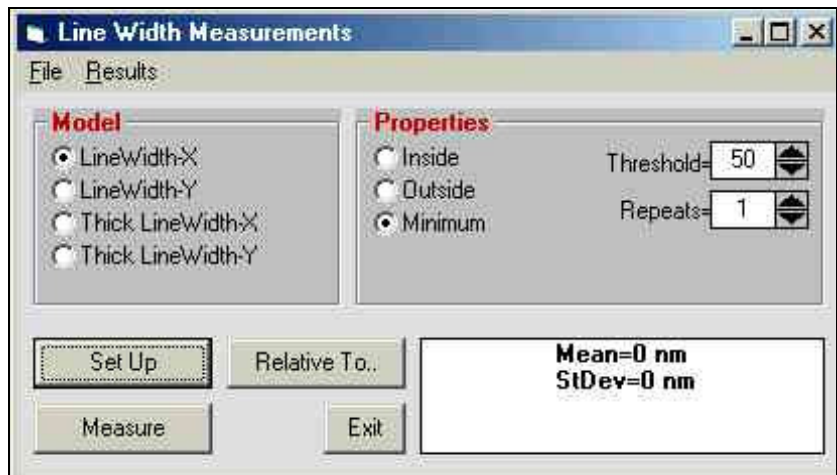 Line Width Measurements
File Results
Model
LineWidth-X
LineWidth-Y
Thick LineWidth-X
Thick LineWidth-Y
Properties
Inside
Outside
Minimum
Threshold= 50
Repeats= 1
Set Up
Relative To..
Measure
Exit
Mean=0 nm
StDev=0 nm